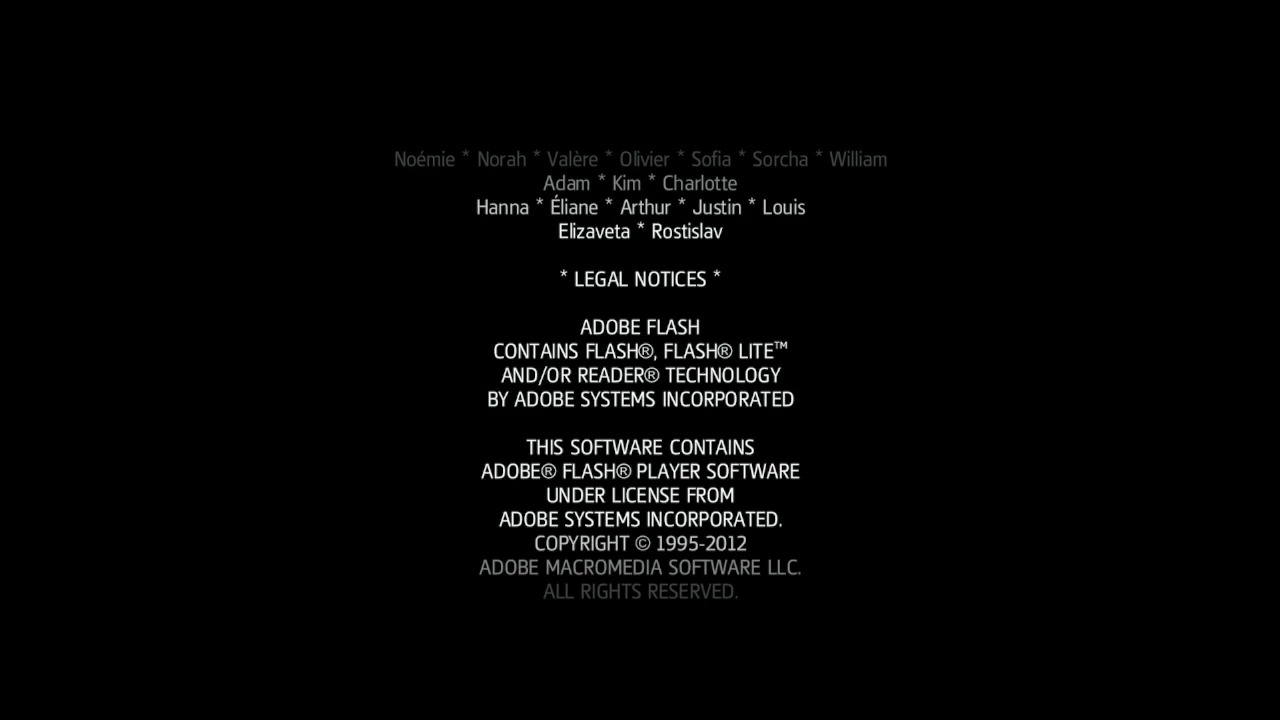 Noémie * Norah * Valère * Olivier * Sofia * Sorcha * William
Adam * Kim * Charlotte
Hanna * Éliane * Arthur * Justin * Louis
Elizaveta * Rostislav
* LEGAL NOTICES *
ADOBE FLASH
CONTAINS FLASH®, FLASH® LITE™
AND/OR READER® TECHNOLOGY
BY ADOBE SYSTEMS INCORPORATED
THIS SOFTWARE CONTAINS
ADOBE® FLASH® PLAYER SOFTWARE
UNDER LICENSE FROM
ADOBE SYSTEMS INCORPORATED.
COPYRIGHT © 1995-2012
ADOBE MACROMEDIA SOFTWARE LLC.
ALL RIGHTS RESERVED.